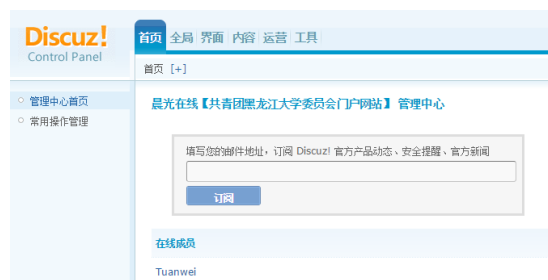 Discuz!
Control Panel
首页 全局 界面 内容 运营 工具
首页 [+]
管理中心首页
常用操作管理
晨光在线【共青团黑龙江大学委员会门户网站】 管理中心
填写您的邮件地址，订阅 Discuz! 官方产品动态、安全提醒、官方新闻
订阅
在线成员
Tuanwei